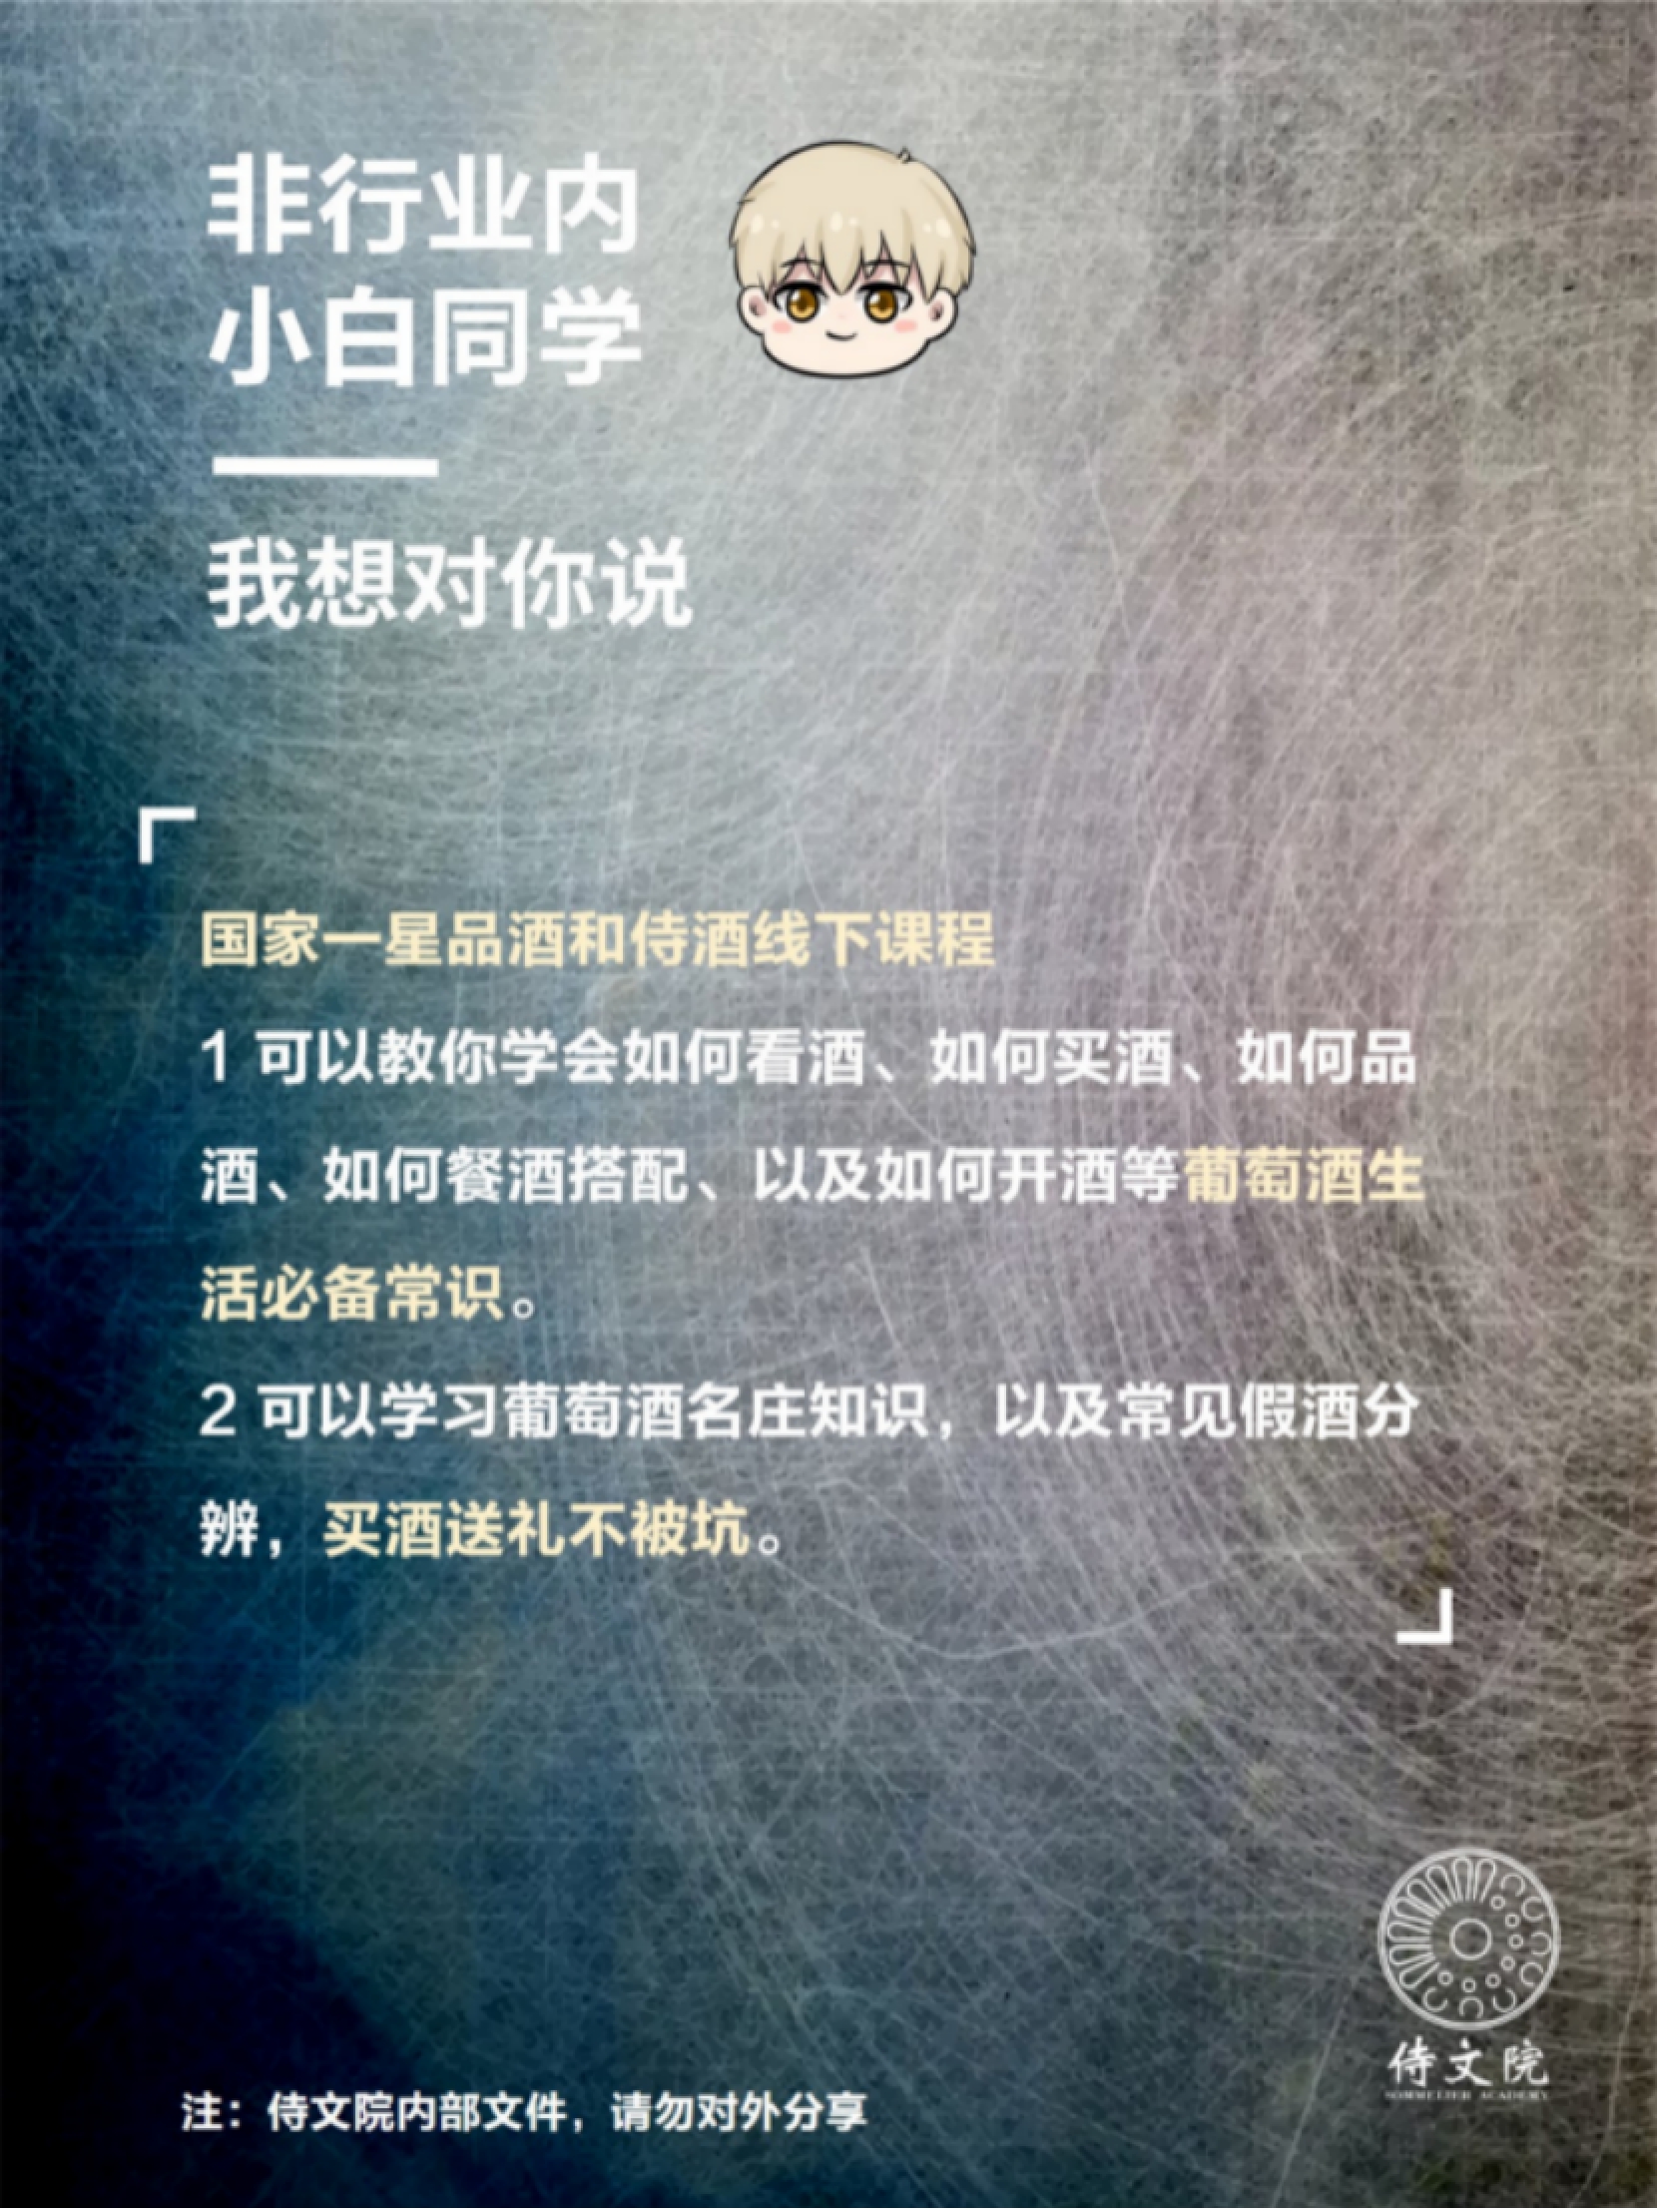 非行业内
小白同学
我想对你说
「
国家一星品酒和侍酒线下课程
1 可以教你学会如何看酒、如何买酒、如何品
酒、如何餐酒搭配、以及如何开酒等葡萄酒生
活必备常识。
2 可以学习葡萄酒名庄知识，以及常见假酒分
辨，买酒送礼不被坑。
」
侍文院
SOMMELIER ACADEMY
注：侍文院内部文件，请勿对外分享